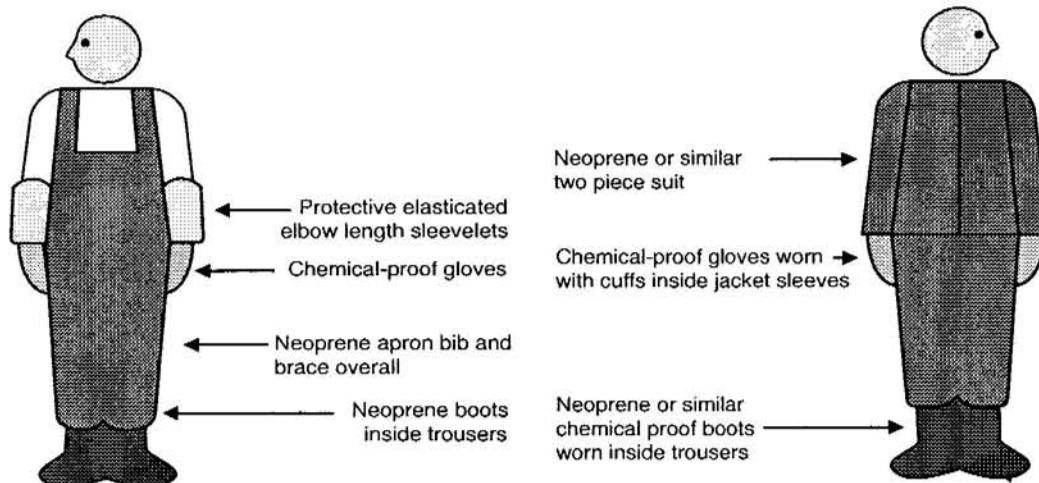 Protective elasticated
elbow length sleevelets
Chemical-proof gloves
Neoprene apron bib and
brace overall
Neoprene boots
inside trousers
Neoprene or similar
two piece suit
Chemical-proof gloves worn
with cuffs inside jacket sleeves
Neoprene or similar
chemical proof boots
worn inside trousers